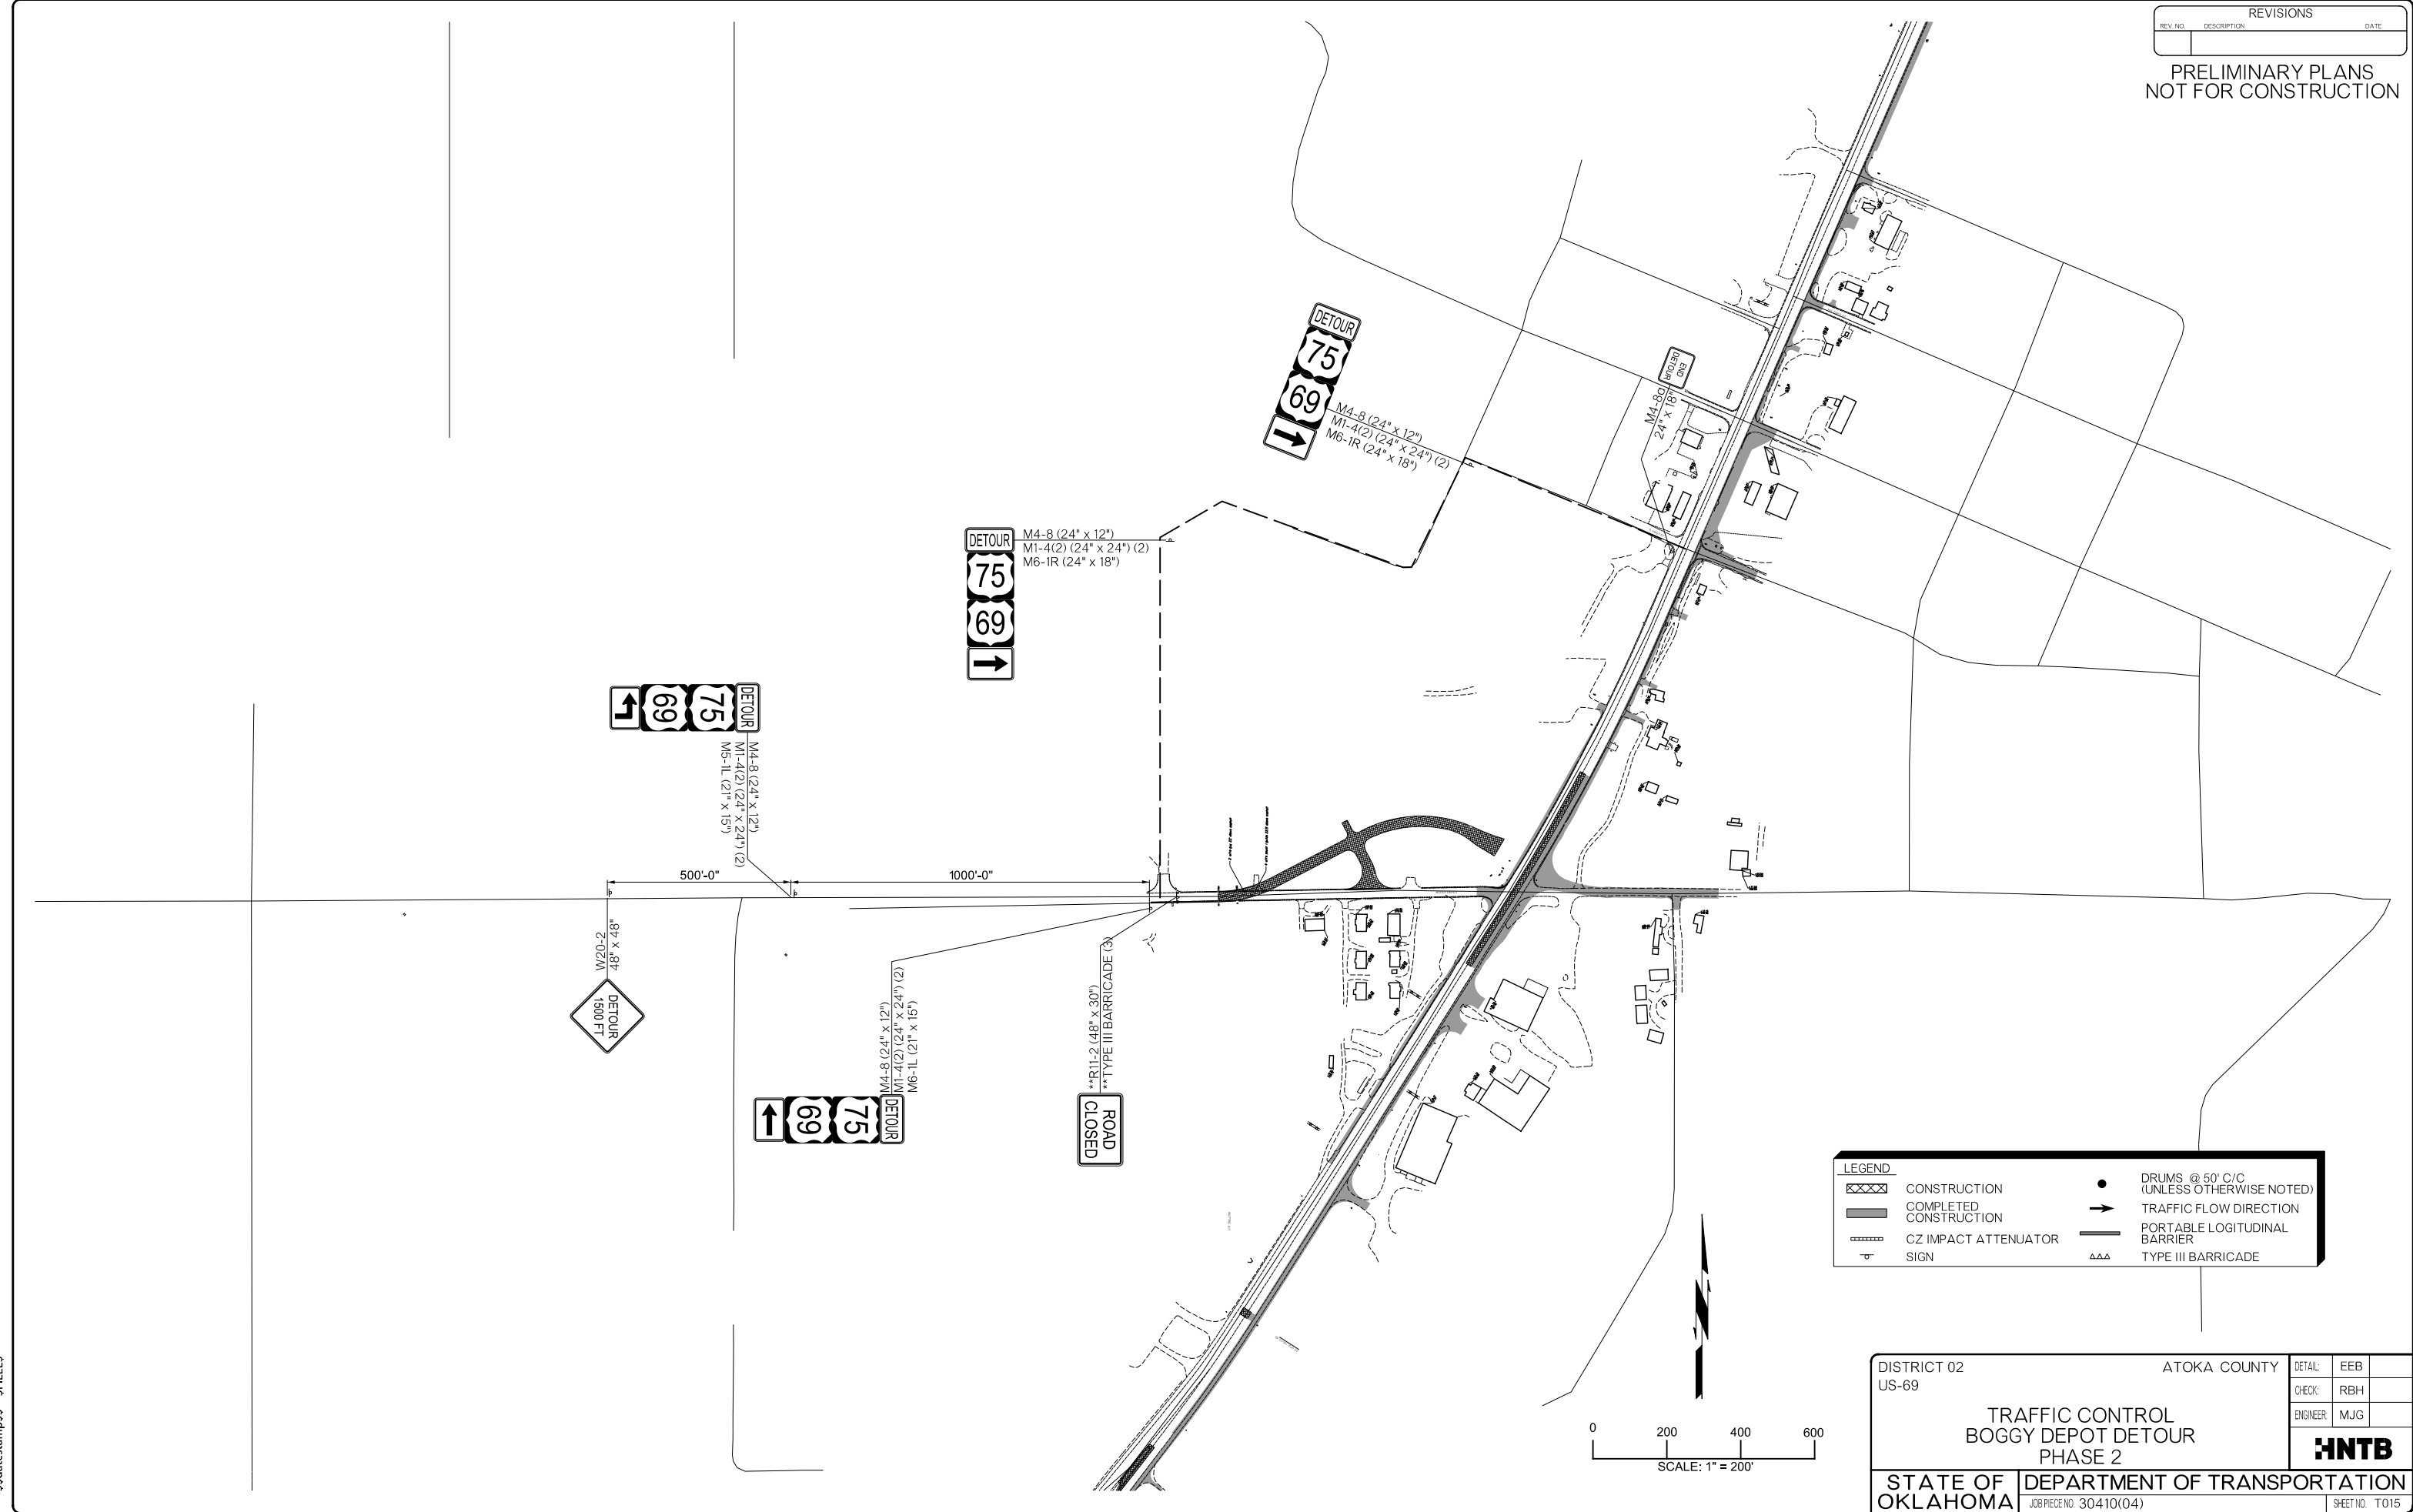 REVISIONS
REV. NO. DESCRIPTION DATE
PRELIMINARY PLANS
NOT FOR CONSTRUCTION
DETOUR
75
69
M4-8 (24" x 12")
M1-4(2) (24" x 24") (2)
M6-1R (24" x 18")
END
DETOUR
M4-8a
24" x 18"
DETOUR
75
69
M4-8 (24" x 12")
M1-4(2) (24" x 24") (2)
M6-1R (24" x 18")
DETOUR
75
69
M4-8 (24" x 12")
M1-4(2) (24" x 24") (2)
M5-1L (21" x 15")
500'-0"
1000'-0"
W20-2
48" x 48"
DETOUR
1500 FT
M4-8 (24" x 12")
M1-4(2) (24" x 24") (2)
M6-1L (21" x 15")
DETOUR
75
69
**R11-2 (48" x 30")
**TYPE III BARRICADE (3)
ROAD
CLOSED
LEGEND
CONSTRUCTION
COMPLETED
CONSTRUCTION
CZ IMPACT ATTENUATOR
SIGN
DRUMS @ 50' C/C
(UNLESS OTHERWISE NOTED)
TRAFFIC FLOW DIRECTION
PORTABLE LOGITUDINAL
BARRIER
TYPE III BARRICADE
N
0 200 400 600
SCALE: 1" = 200'
DISTRICT 02 ATOKA COUNTY
US-69
TRAFFIC CONTROL
BOGGY DEPOT DETOUR
PHASE 2
DETAIL: EEB
CHECK: RBH
ENGINEER: MJG
HNTB
STATE OF
OKLAHOMA
DEPARTMENT OF TRANSPORTATION
JOB PIECE NO. 30410(04) SHEET NO. T015